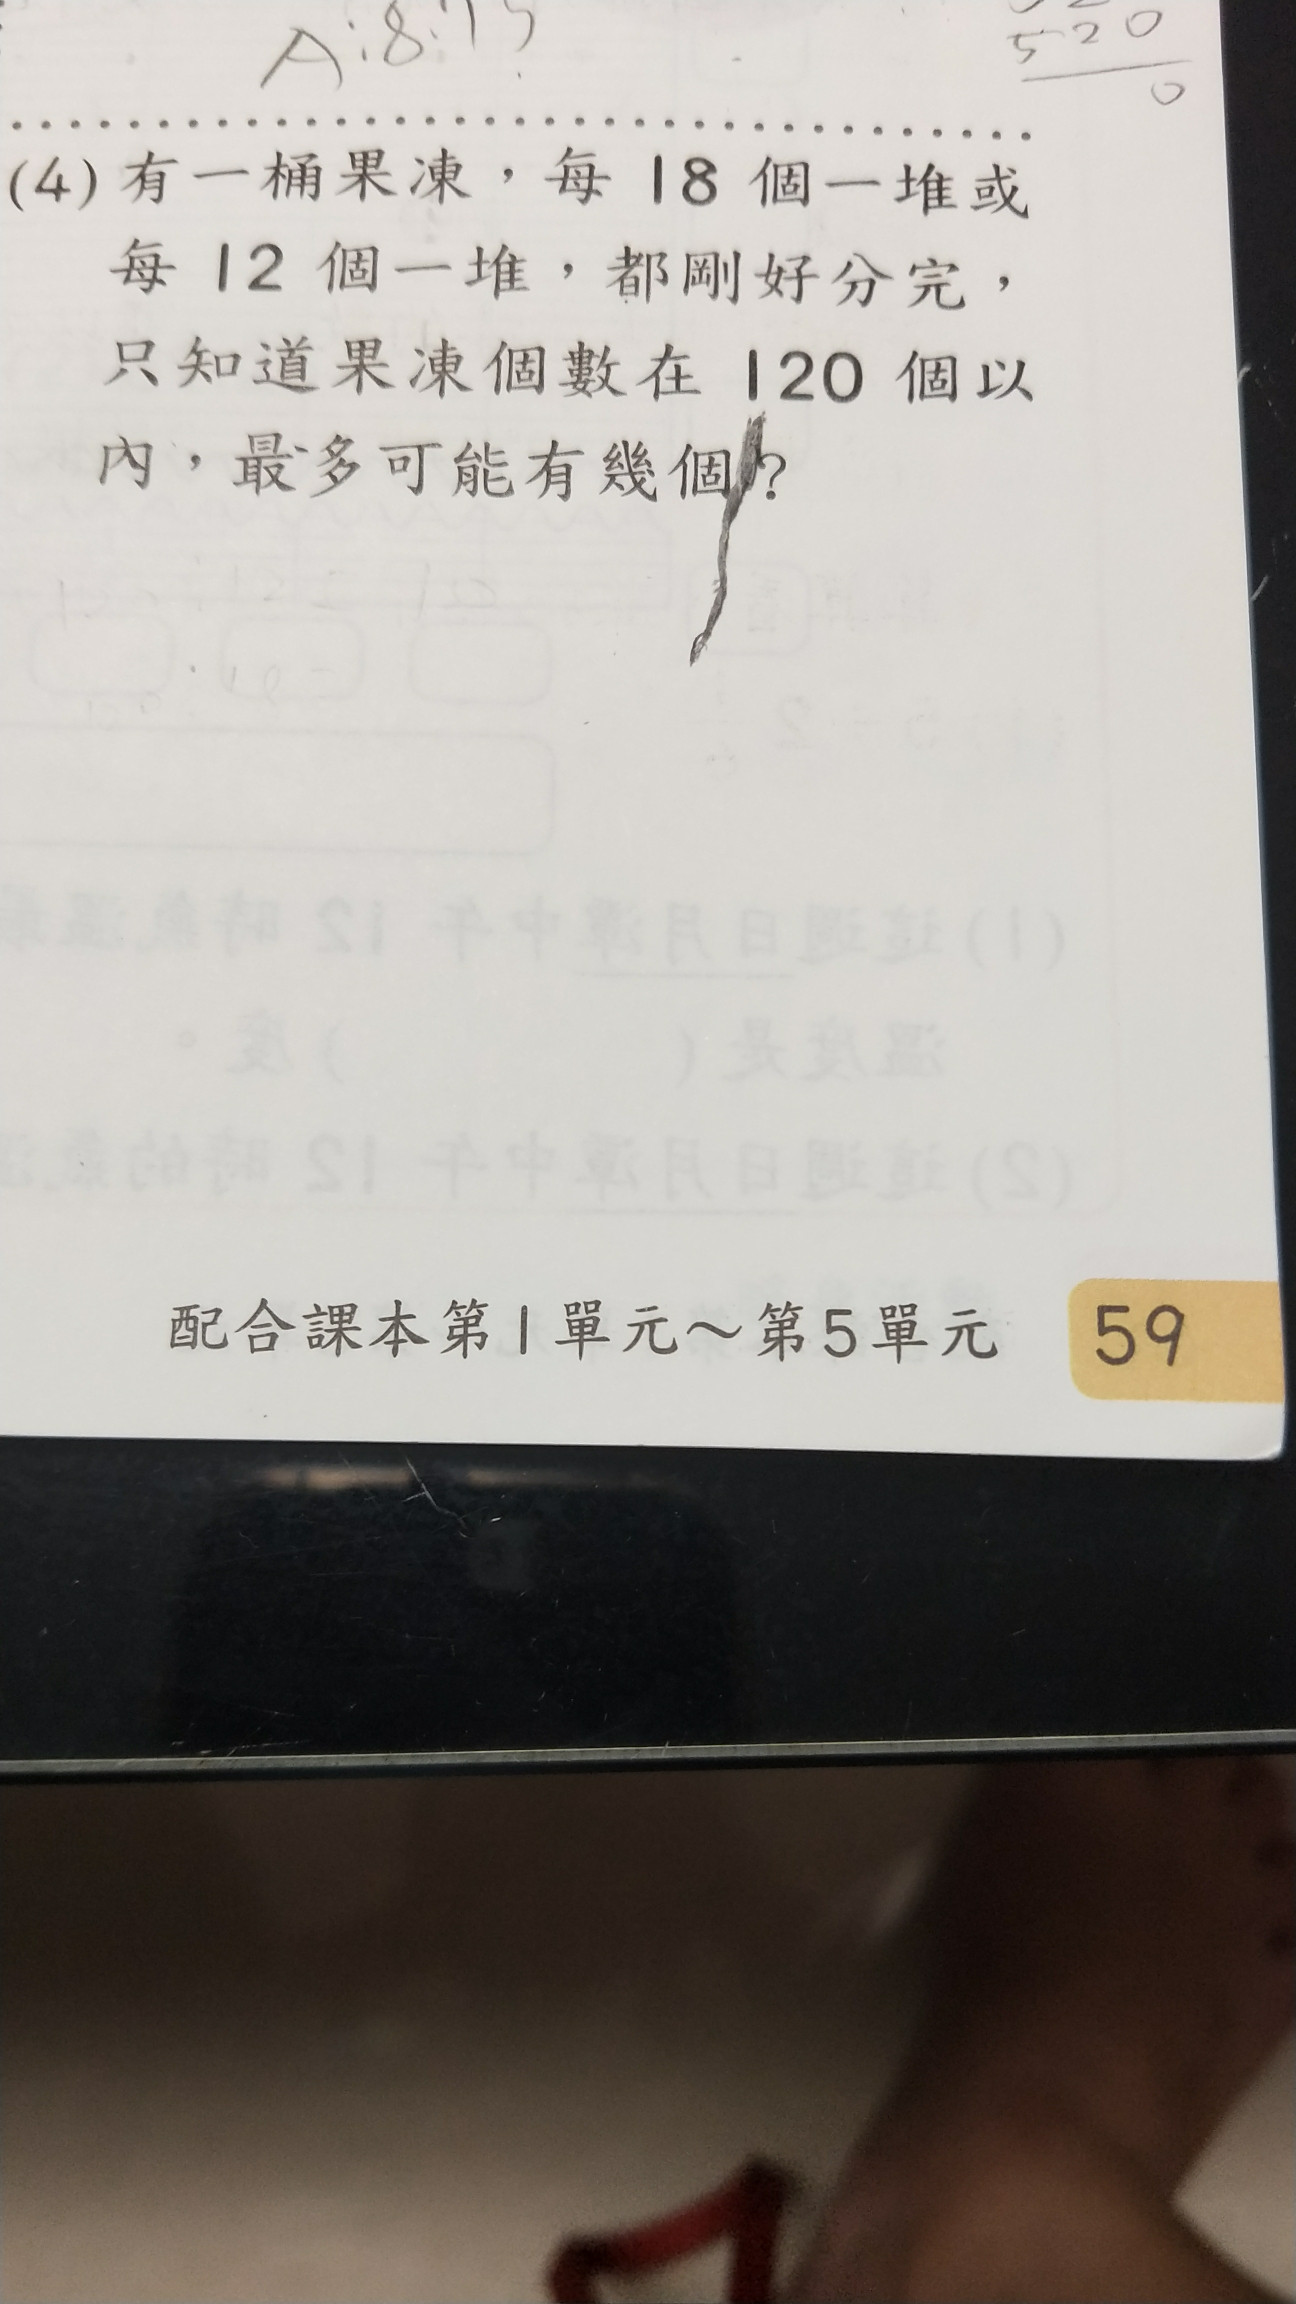 520
0
(4) 有一桶果凍，每 18 個一堆或
每 12 個一堆，都剛好分完，
只知道果凍個數在 120 個以
內，最多可能有幾個？
配合課本第1單元～第5單元
59